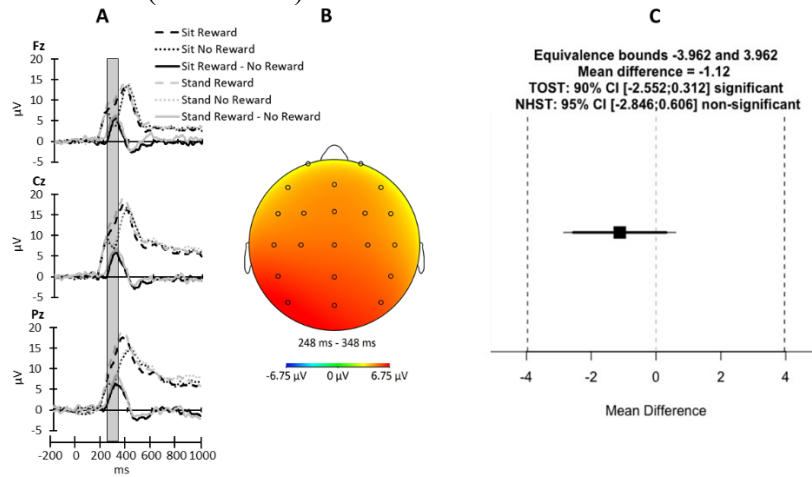 A
B
C
Fz
Sit Reward
Sit No Reward
Sit Reward - No Reward
Stand Reward
Stand No Reward
Stand Reward - No Reward
20
15
10
5
0
-5
µV
Cz
20
15
10
5
0
-5
µV
Pz
20
15
10
5
0
-5
µV
-200 0 200 400 600 800 1000
ms
248 ms - 348 ms
-6.75 µV 0 µV 6.75 µV
Equivalence bounds -3.962 and 3.962
Mean difference = -1.12
TOST: 90% CI [-2.552;0.312] significant
NHST: 95% CI [-2.846;0.606] non-significant
-4 -2 0 2 4
Mean Difference